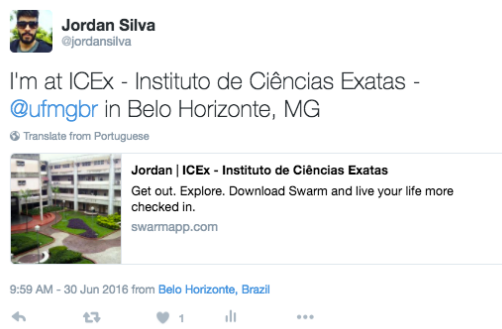 Jordan Silva
@jordansilva
I'm at ICEx - Instituto de Ciências Exatas -
@ufmgbr in Belo Horizonte, MG
Translate from Portuguese
Jordan | ICEx - Instituto de Ciências Exatas
Get out. Explore. Download Swarm and live your life more
checked in.
swarmapp.com
9:59 AM - 30 Jun 2016 from Belo Horizonte, Brazil
1